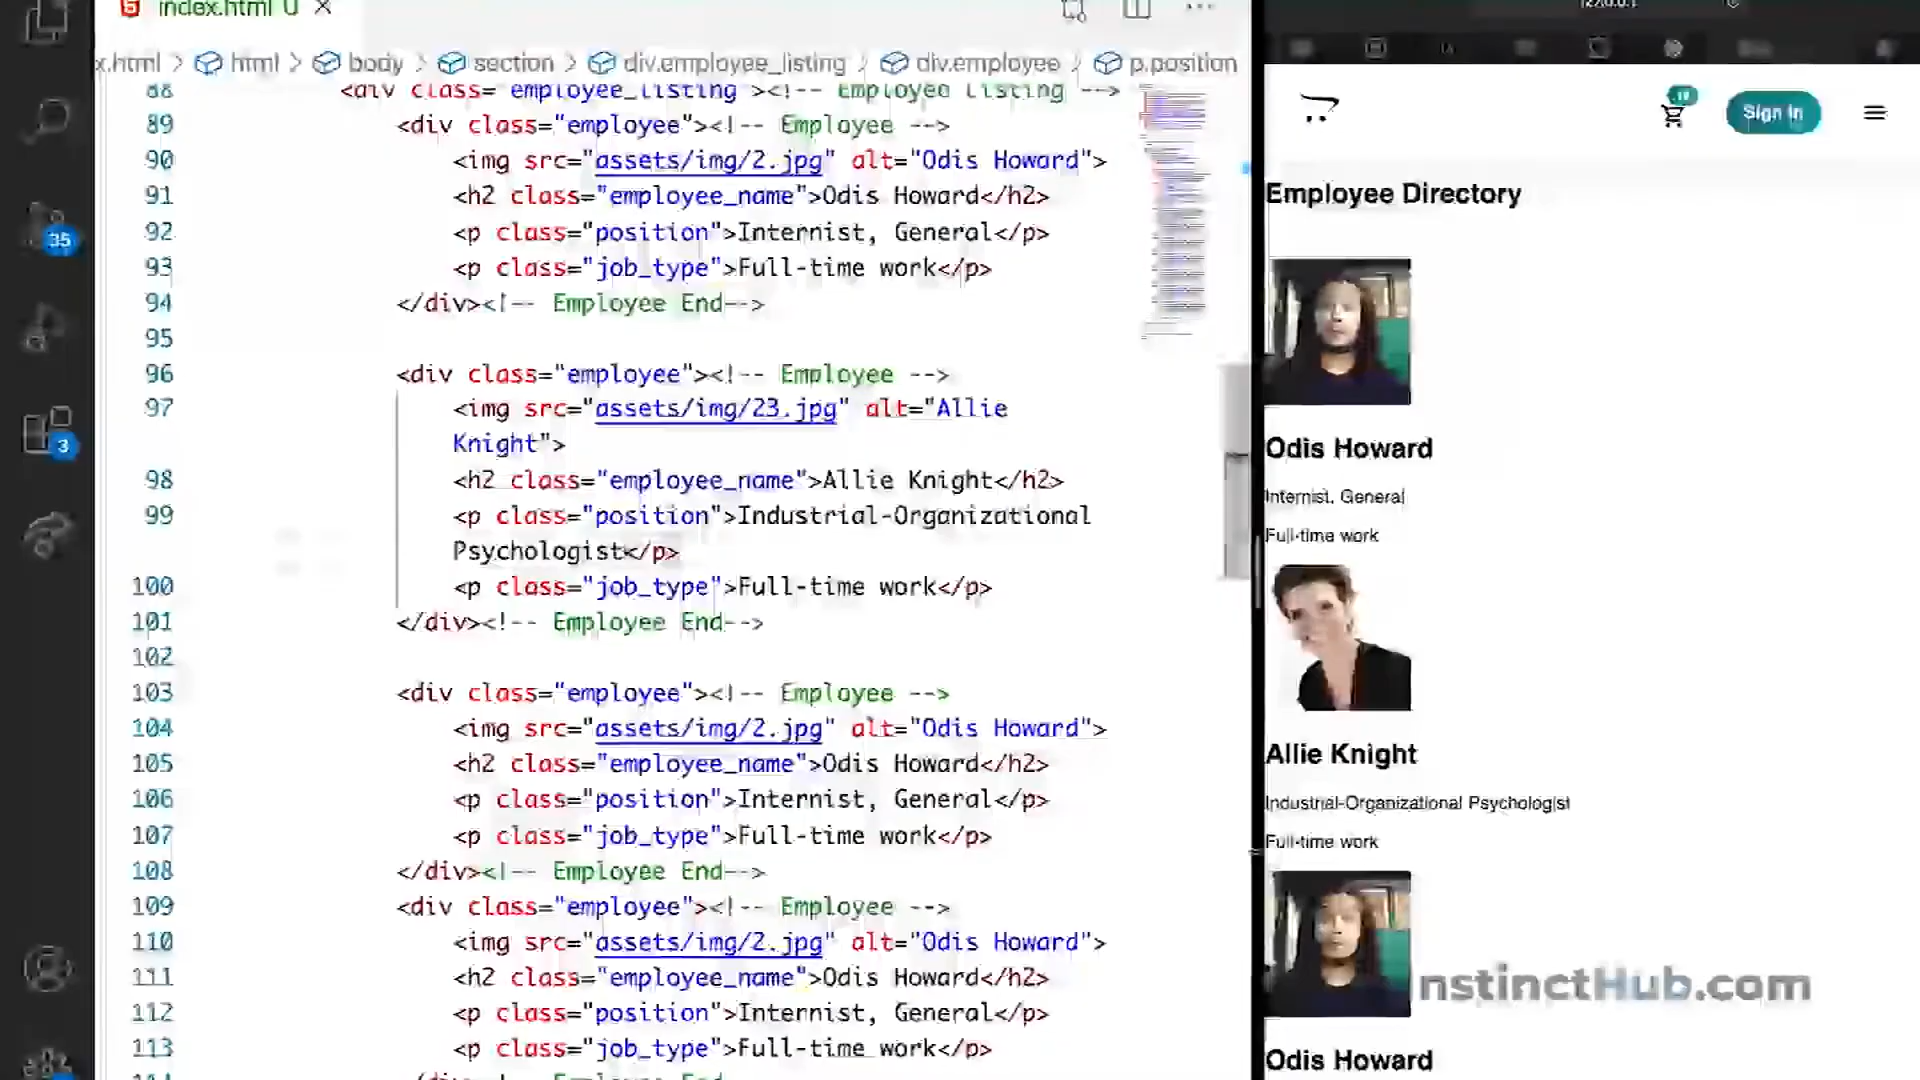 index.html U
x.html > html > body > section > div.employee_listing > div.employee > p.position
88 <div class="employee_listing"><!-- Employee Listing -->
89 <div class="employee"><!-- Employee -->
90 <img src="assets/img/2.jpg" alt="Odis Howard">
91 <h2 class="employee_name">Odis Howard</h2>
92 <p class="position">Internist, General</p>
93 <p class="job_type">Full-time work</p>
94 </div><!-- Employee End-->
95
96 <div class="employee"><!-- Employee -->
97 <img src="assets/img/23.jpg" alt="Allie
Knight">
98 <h2 class="employee_name">Allie Knight</h2>
99 <p class="position">Industrial-Organizational
Psychologist</p>
100 <p class="job_type">Full-time work</p>
101 </div><!-- Employee End-->
102
103 <div class="employee"><!-- Employee -->
104 <img src="assets/img/2.jpg" alt="Odis Howard">
105 <h2 class="employee_name">Odis Howard</h2>
106 <p class="position">Internist, General</p>
107 <p class="job_type">Full-time work</p>
108 </div><!-- Employee End-->
109 <div class="employee"><!-- Employee -->
110 <img src="assets/img/2.jpg" alt="Odis Howard">
111 <h2 class="employee_name">Odis Howard</h2>
112 <p class="position">Internist, General</p>
113 <p class="job_type">Full-time work</p>
35
3
Sign In
Employee Directory
Odis Howard
Internist, General
Full-time work
Allie Knight
Industrial-Organizational Psychologist
Full-time work
nstinctHub.com
Odis Howard